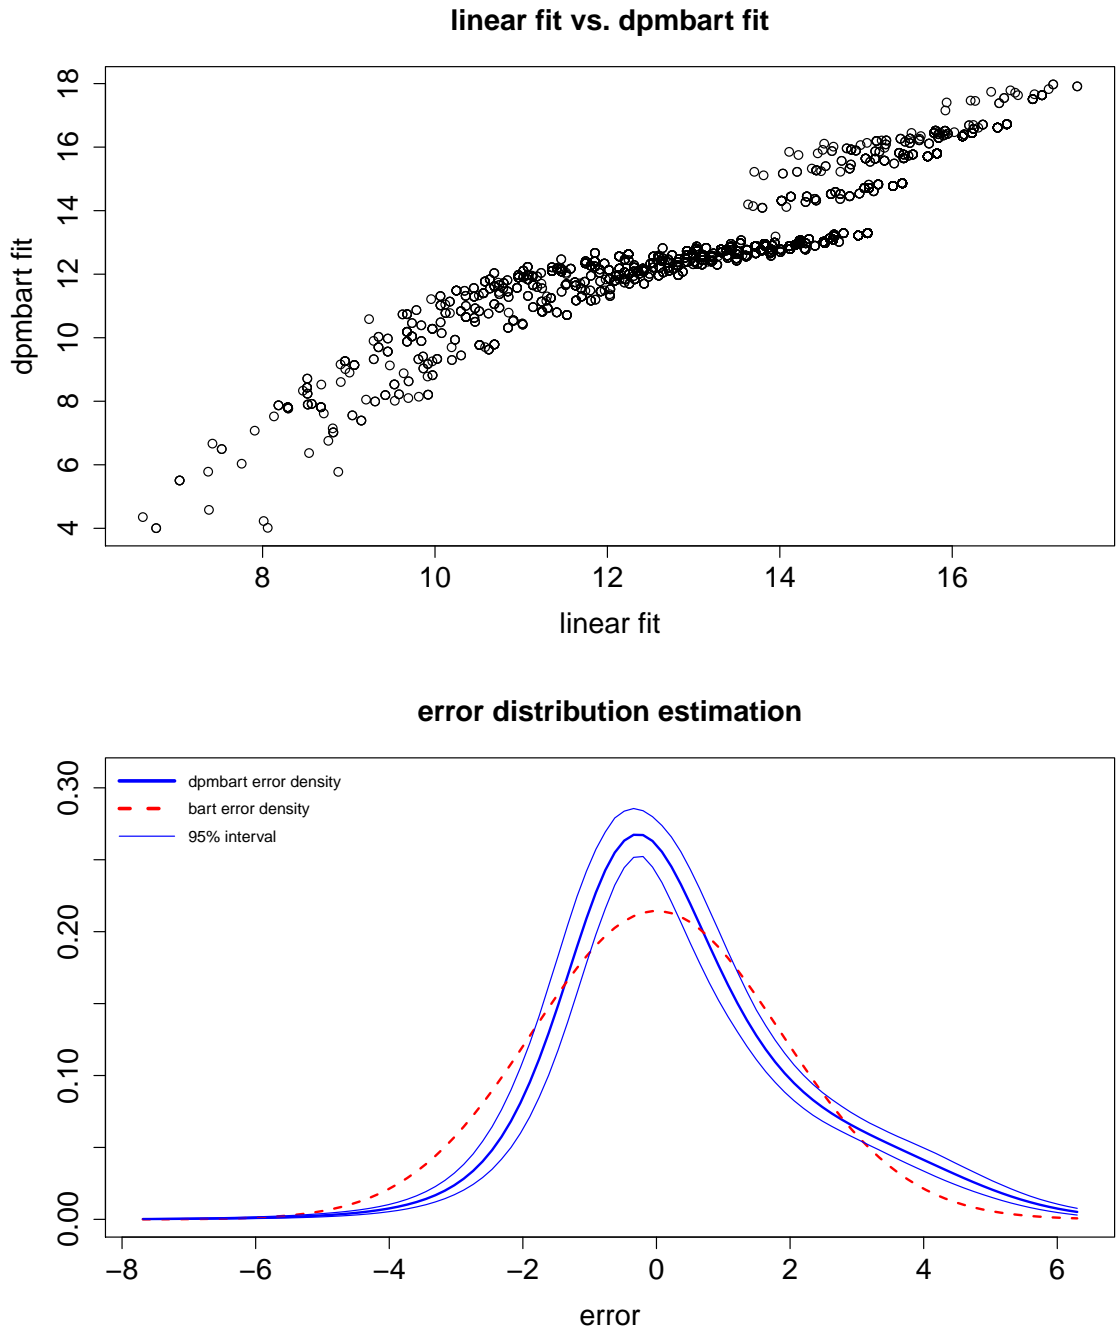 linear fit vs. dpmbart fit
dpmbart fit
18
16
14
12
10
8
6
4
8 10 12 14 16
linear fit
error distribution estimation
dpmbart error density
bart error density
95% interval
0.30
0.20
0.10
0.00
−8 −6 −4 −2 0 2 4 6
error